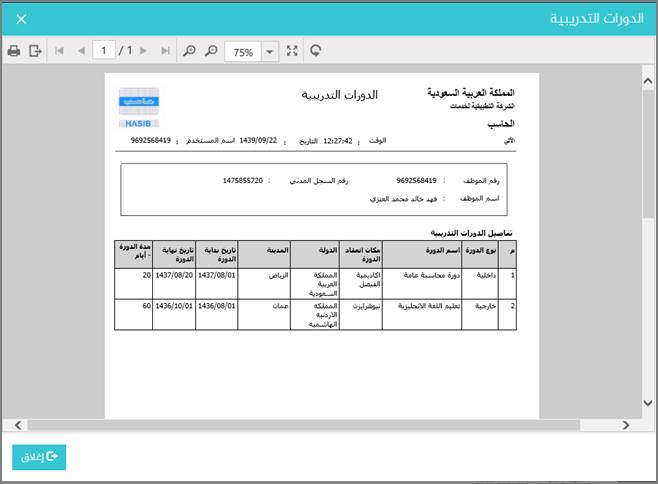 الدورات التدريبية
1 / 1
75%
المملكة العربية السعودية
الدورات التدريبية
الشركة التطبيقية لخدمات
الحاسب
HASIB
الآلي
الوقت : 12:27:42 التاريخ : 1439/09/22 اسم المستخدم : 9692568419
رقم الموظف : 9692568419 رقم السجل المدني : 1475855720
اسم الموظف : فهد خالد محمد العنزي
تفاصيل الدورات التدريبية
م نوع الدورة اسم الدورة مكان انعقاد الدورة الدولة المدينة تاريخ بداية الدورة تاريخ نهاية الدورة مدة الدورة - أيام
1 داخلية دورة محاسبة عامة اكاديمية الفيصل المملكة العربية السعودية الرياض 1437/08/01 1437/08/20 20
2 خارجية تعليم اللغة الانجليزية نيوهرايزن المملكه الأردنيه الهاشميه عمان 1436/08/01 1436/10/01 60
إغلاق